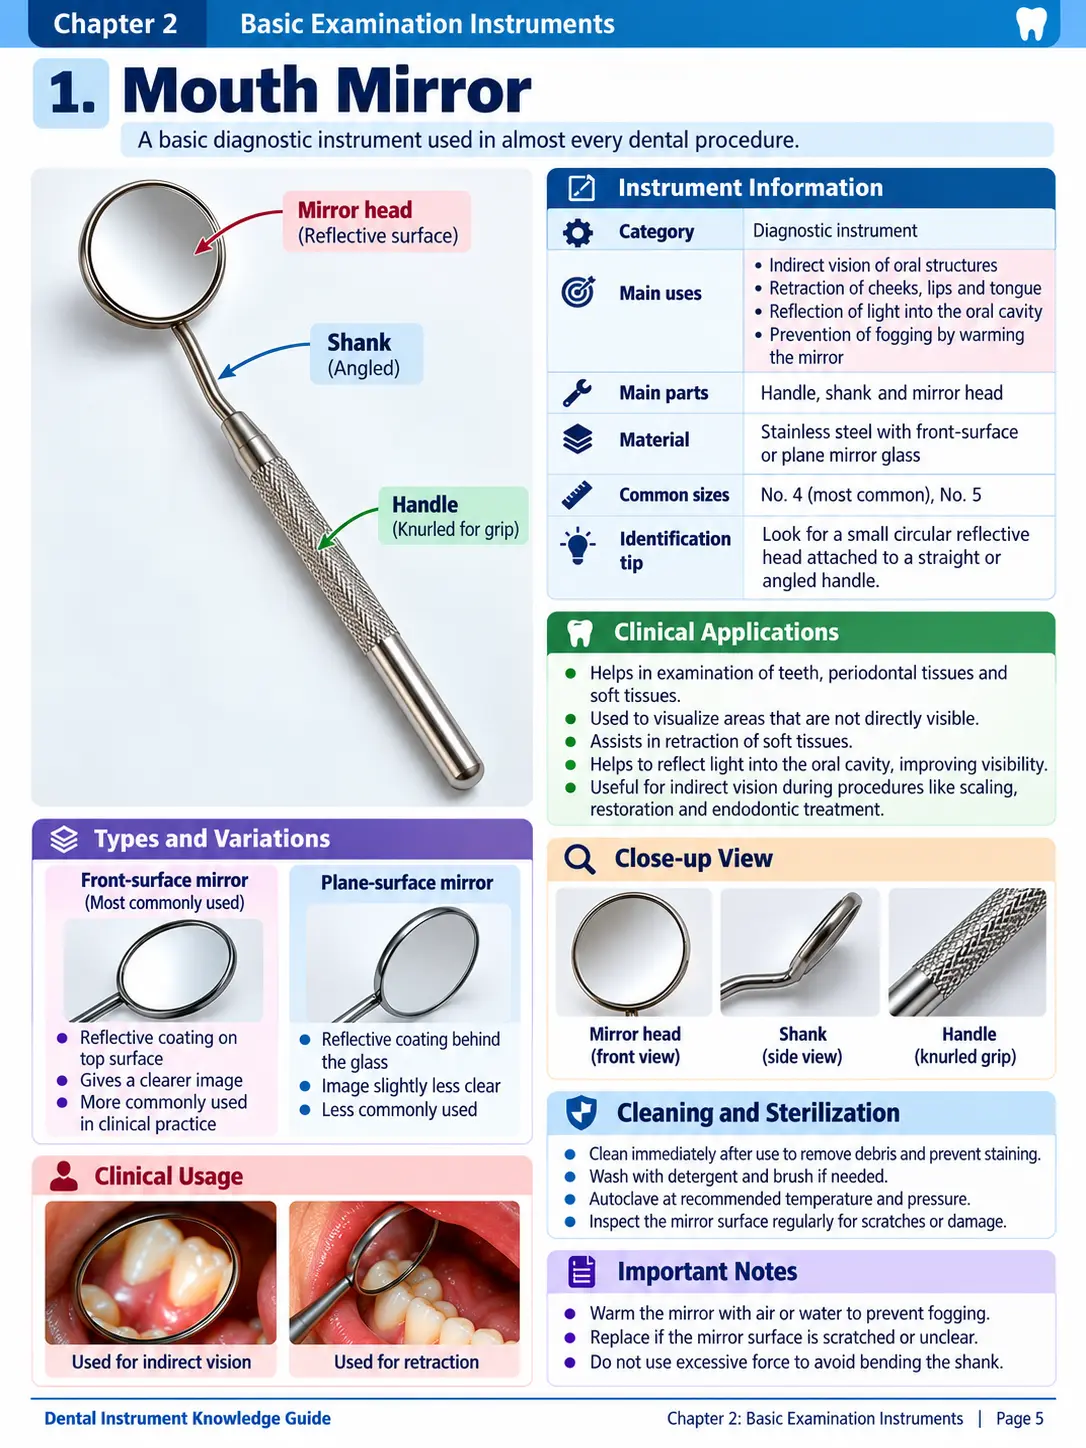 Chapter 2
Basic Examination Instruments
1. Mouth Mirror
A basic diagnostic instrument used in almost every dental procedure.
Mirror head
(Reflective surface)
Shank
(Angled)
Handle
(Knurled for grip)
Instrument Information
Category
Diagnostic instrument
Main uses
• Indirect vision of oral structures
• Retraction of cheeks, lips and tongue
• Reflection of light into the oral cavity
• Prevention of fogging by warming
the mirror
Main parts
Handle, shank and mirror head
Material
Stainless steel with front-surface
or plane mirror glass
Common sizes
No. 4 (most common), No. 5
Identification
tip
Look for a small circular reflective
head attached to a straight or
angled handle.
Clinical Applications
• Helps in examination of teeth, periodontal tissues and
soft tissues.
• Used to visualize areas that are not directly visible.
• Assists in retraction of soft tissues.
• Helps to reflect light into the oral cavity, improving visibility.
• Useful for indirect vision during procedures like scaling,
restoration and endodontic treatment.
Types and Variations
Front-surface mirror
(Most commonly used)
• Reflective coating on
top surface
• Gives a clearer image
• More commonly used
in clinical practice
Plane-surface mirror
• Reflective coating behind
the glass
• Image slightly less clear
• Less commonly used
Close-up View
Mirror head
(front view)
Shank
(side view)
Handle
(knurled grip)
Clinical Usage
Used for indirect vision
Used for retraction
Cleaning and Sterilization
• Clean immediately after use to remove debris and prevent staining.
• Wash with detergent and brush if needed.
• Autoclave at recommended temperature and pressure.
• Inspect the mirror surface regularly for scratches or damage.
Important Notes
• Warm the mirror with air or water to prevent fogging.
• Replace if the mirror surface is scratched or unclear.
• Do not use excessive force to avoid bending the shank.
Dental Instrument Knowledge Guide
Chapter 2: Basic Examination Instruments | Page 5